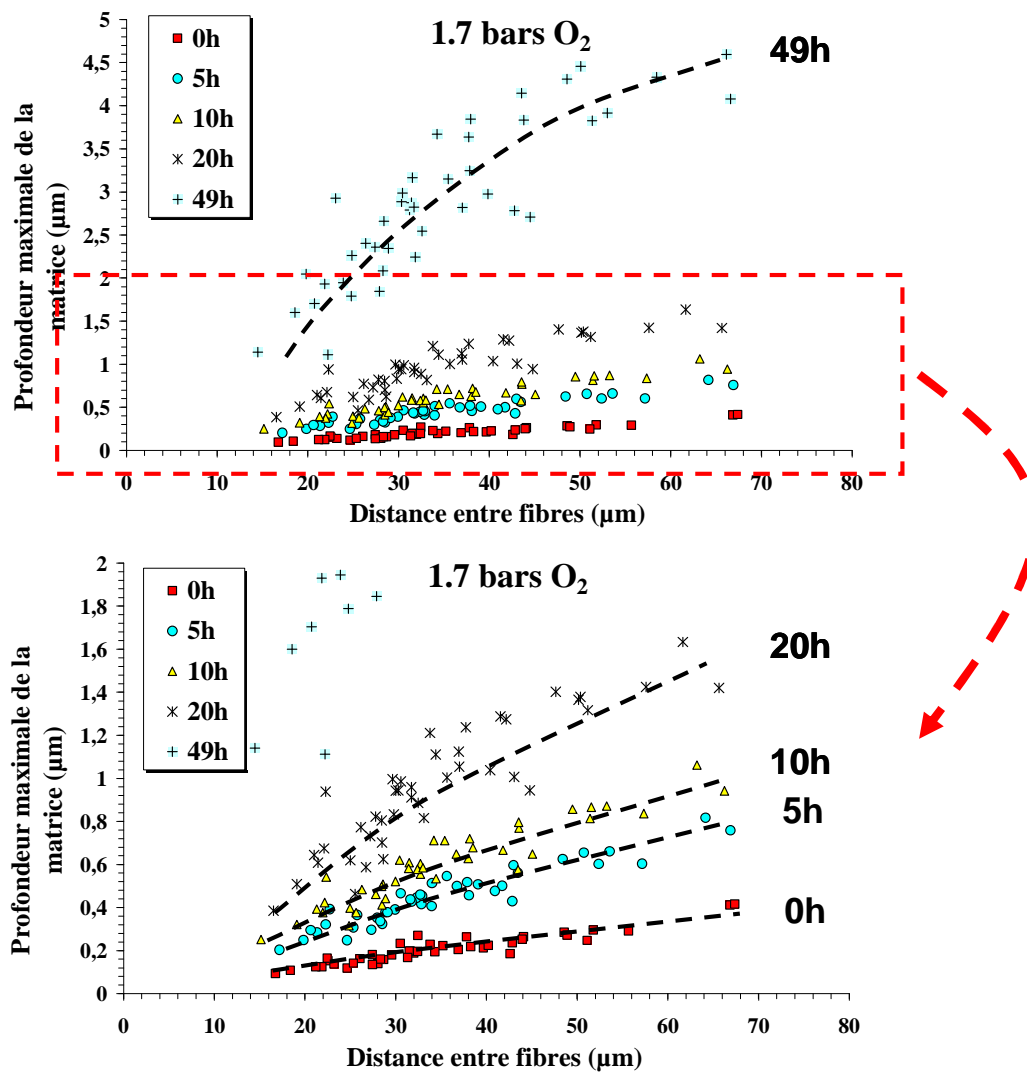 1.7 bars O₂
49h
0h
5h
10h
20h
49h
Profondeur maximale de la
matrice (µm)
5
4,5
4
3,5
3
2,5
2
1,5
1
0,5
0
0 10 20 30 40 50 60 70 80
Distance entre fibres (µm)
1.7 bars O₂
0h
5h
10h
20h
49h
20h
10h
5h
0h
Profondeur maximale de la
matrice (µm)
2
1,8
1,6
1,4
1,2
1
0,8
0,6
0,4
0,2
0
0 10 20 30 40 50 60 70 80
Distance entre fibres (µm)